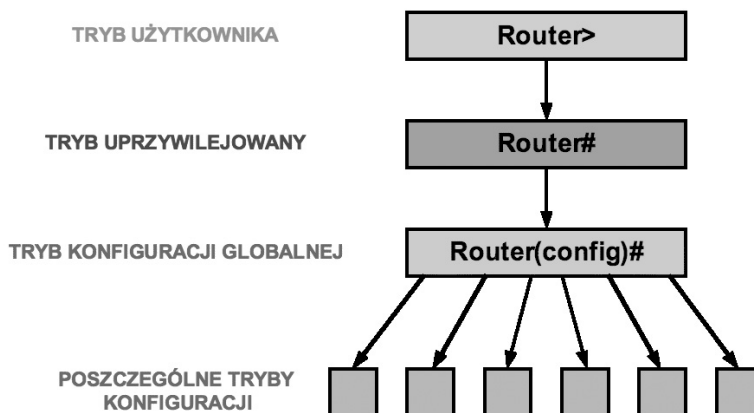 TRYB UŻYTKOWNIKA
Router>
TRYB UPRZYWILEJOWANY
Router#
TRYB KONFIGURACJI GLOBALNEJ
Router(config)#
POSZCZEGÓLNE TRYBY
KONFIGURACJI